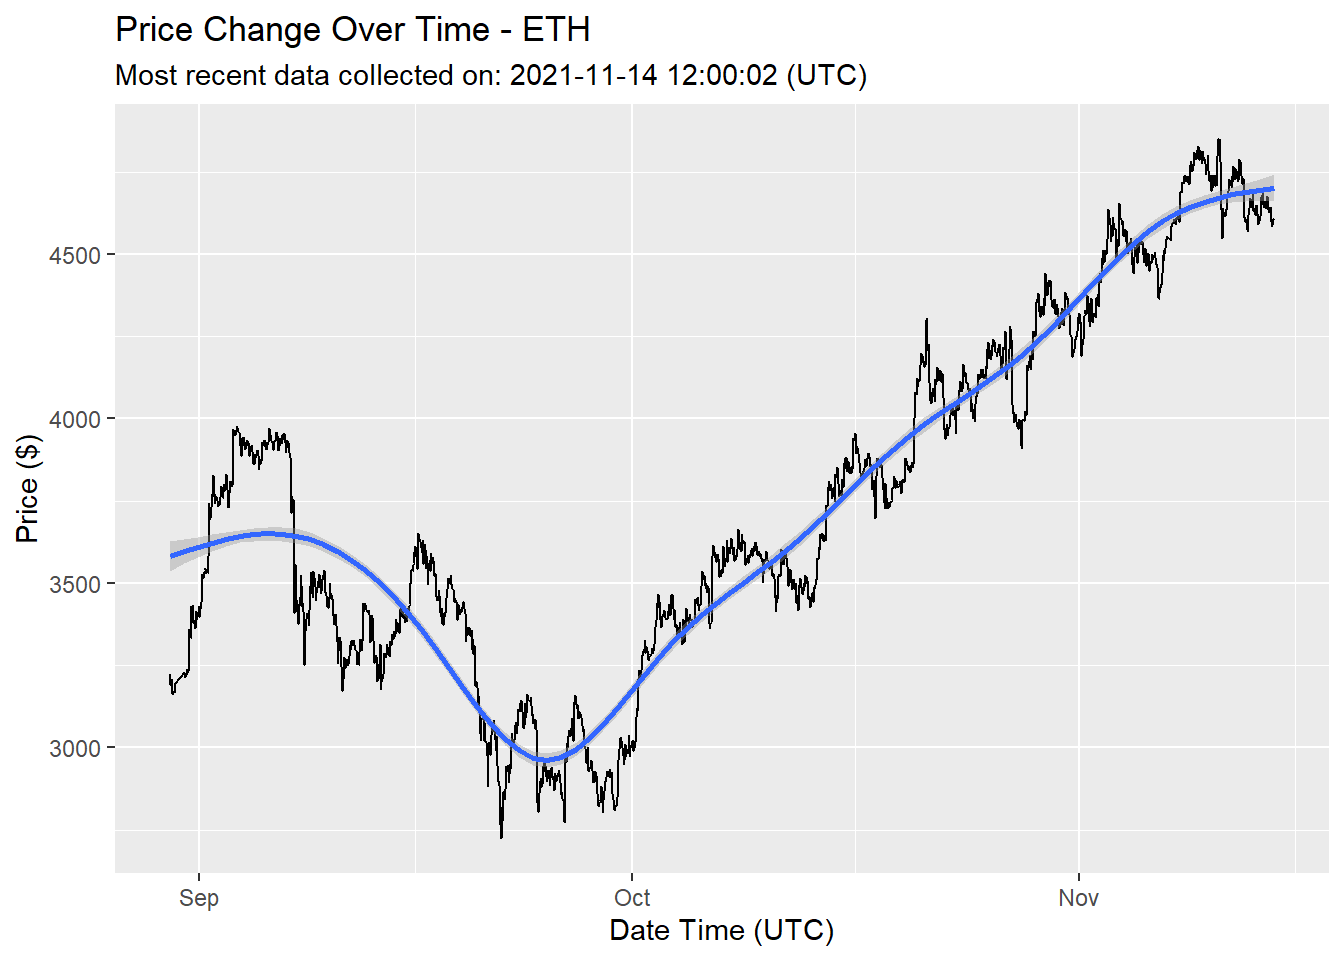 Price Change Over Time - ETH
Most recent data collected on: 2021-11-14 12:00:02 (UTC)
Price ($)
4500
4000
3500
3000
Sep
Oct
Nov
Date Time (UTC)